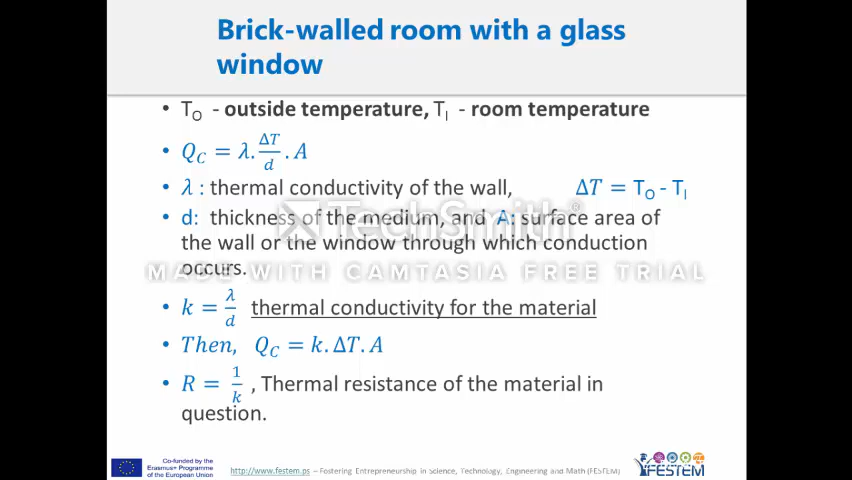 Brick-walled room with a glass
window
• T_O - outside temperature, T_I - room temperature
• Q_C = λ. ΔT/d . A
• λ : thermal conductivity of the wall, ΔT = T_O - T_I
• d: thickness of the medium, and A: surface area of
the wall or the window through which conduction
occurs.
TechSmith®
MADE WITH CAMTASIA FREE TRIAL
• k = λ/d thermal conductivity for the material
• Then, Q_C = k. ΔT. A
• R = 1/k , Thermal resistance of the material in
question.
Co-funded by the
Erasmus+ Programme
of the European Union
http://www.festem.ps – Fostering Entrepreneurship in Science, Technology, Engineering and Math (FESTEM)
FESTEM